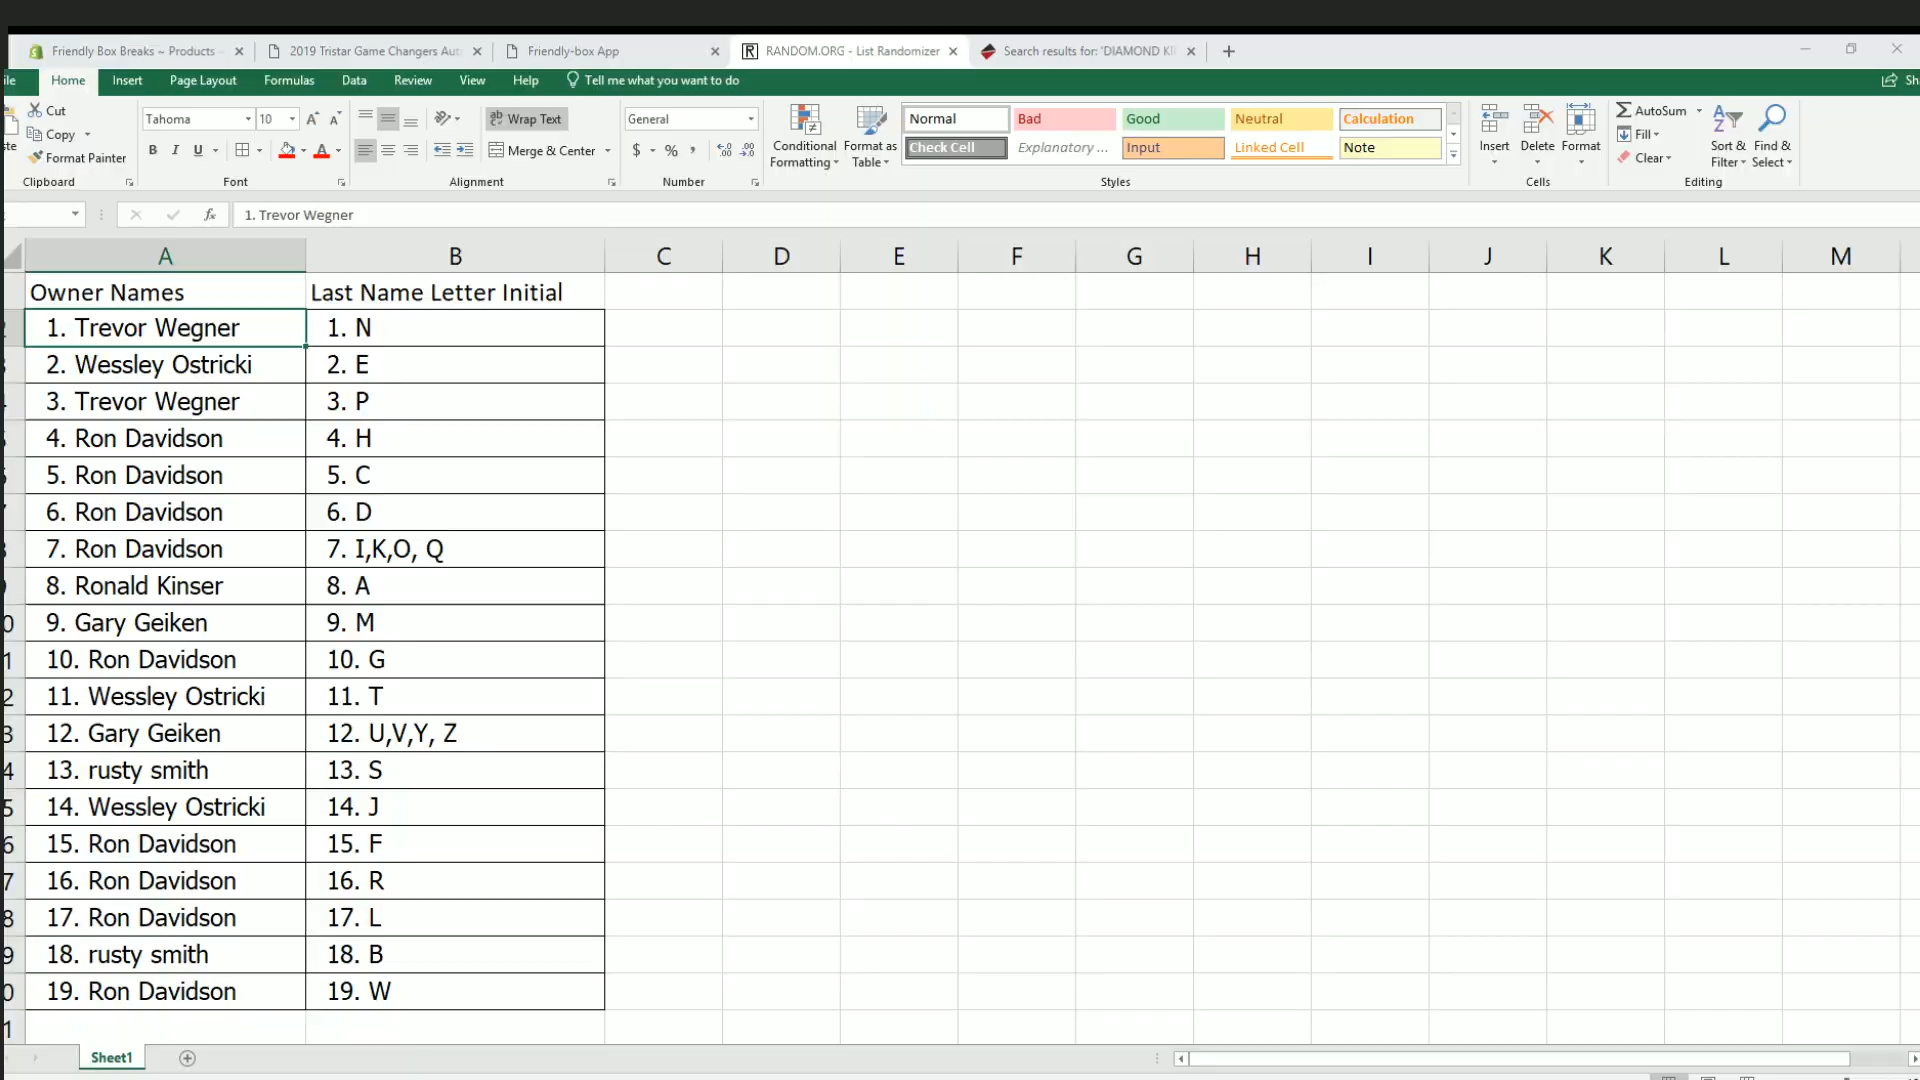 Friendly Box Breaks ~ Products
2019 Tristar Game Changers Aut
Friendly-box App
RANDOM.ORG - List Randomizer
Search results for: 'DIAMOND KI
Home Insert Page Layout Formulas Data Review View Help Tell me what you want to do
Cut
Copy
Format Painter
Clipboard
Tahoma 10
B I U
Font
Wrap Text
Merge & Center
Alignment
General
$ % ,
Number
Conditional Formatting
Format as Table
Normal Bad Good Neutral Calculation
Check Cell Explanatory ... Input Linked Cell Note
Styles
Insert Delete Format
Cells
AutoSum
Fill
Clear
Sort & Filter
Find & Select
Editing
fx 1. Trevor Wegner
A B C D E F G H I J K L M
Owner Names Last Name Letter Initial
1. Trevor Wegner 1. N
2. Wessley Ostricki 2. E
3. Trevor Wegner 3. P
4. Ron Davidson 4. H
5. Ron Davidson 5. C
6. Ron Davidson 6. D
7. Ron Davidson 7. I,K,O, Q
8. Ronald Kinser 8. A
9. Gary Geiken 9. M
10. Ron Davidson 10. G
11. Wessley Ostricki 11. T
12. Gary Geiken 12. U,V,Y, Z
13. rusty smith 13. S
14. Wessley Ostricki 14. J
15. Ron Davidson 15. F
16. Ron Davidson 16. R
17. Ron Davidson 17. L
18. rusty smith 18. B
19. Ron Davidson 19. W
Sheet1